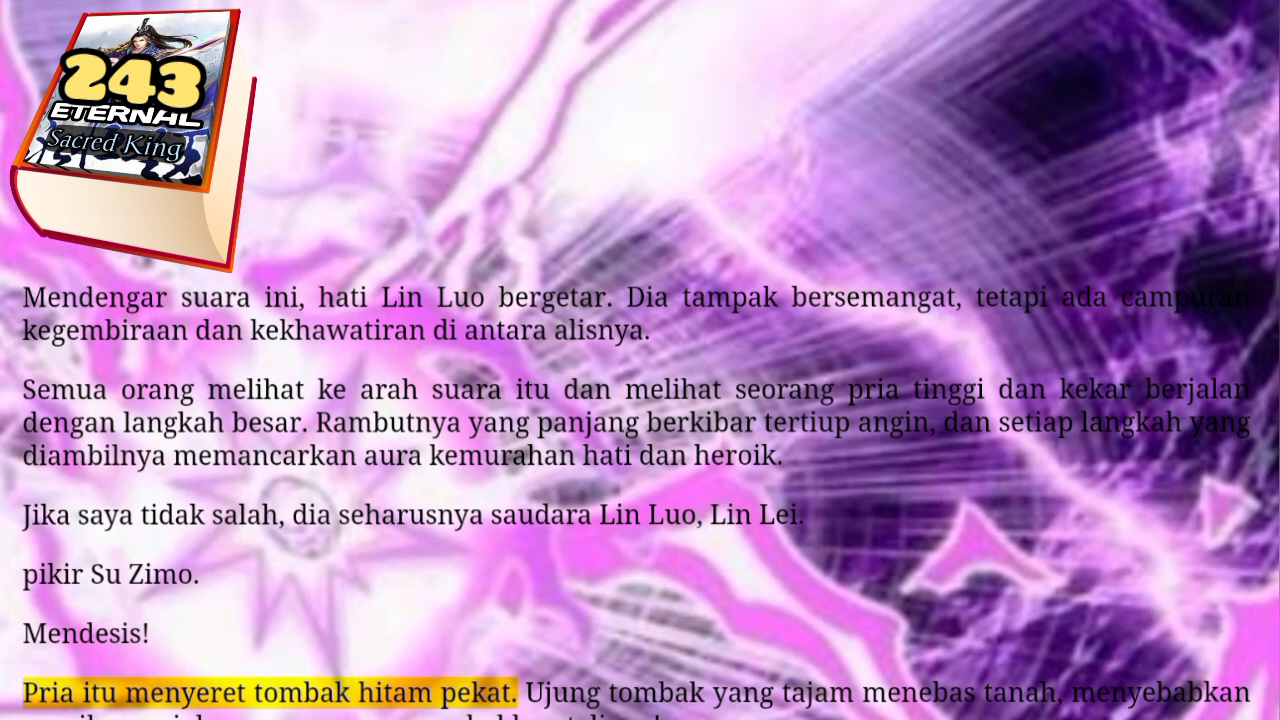 243
ETERNAL
Sacred King
Mendengar suara ini, hati Lin Luo bergetar. Dia tampak bersemangat, tetapi ada campuran
kegembiraan dan kekhawatiran di antara alisnya.
Semua orang melihat ke arah suara itu dan melihat seorang pria tinggi dan kekar berjalan
dengan langkah besar. Rambutnya yang panjang berkibar tertiup angin, dan setiap langkah yang
diambilnya memancarkan aura kemurahan hati dan heroik.
Jika saya tidak salah, dia seharusnya saudara Lin Luo, Lin Lei.
pikir Su Zimo.
Mendesis!
Pria itu menyeret tombak hitam pekat. Ujung tombak yang tajam menebas tanah, menyebabkan